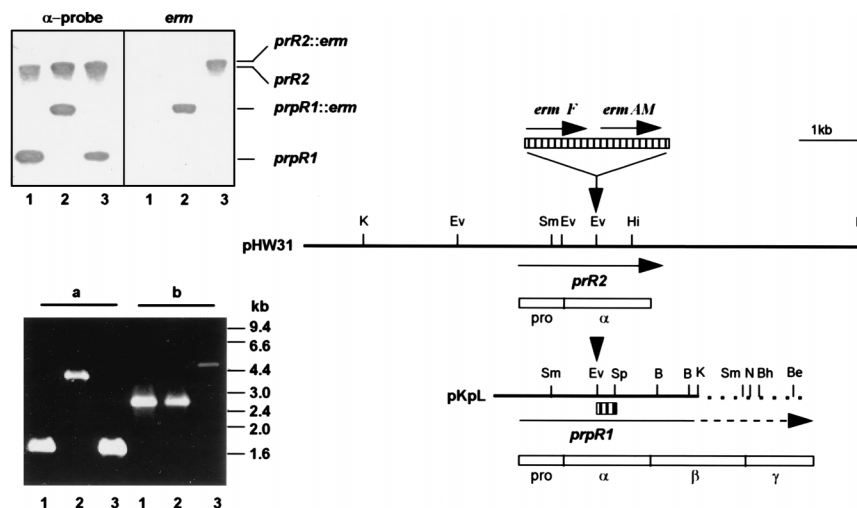 α–probe erm
prR2::erm
prR2
prpR1::erm
prpR1
1 2 3 1 2 3
erm F erm AM
1kb
K Ev Sm Ev Ev Hi
pHW31
prR2
pro α
a b
kb
9.4
6.6
4.4
3.0
2.4
2.0
1.6
1 2 3 1 2 3
Sm Ev Sp B B K Sm N Bh Be
pKpL
prpR1
pro α β γ